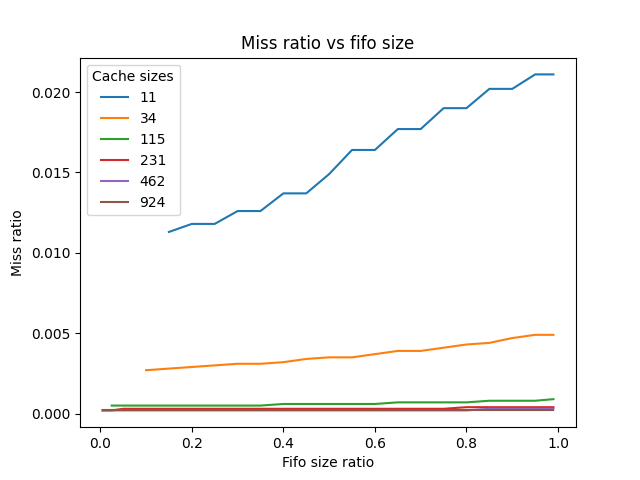 Miss ratio vs fifo size
Cache sizes
11
34
115
231
462
924
Miss ratio
0.020
0.015
0.010
0.005
0.000
0.0 0.2 0.4 0.6 0.8 1.0
Fifo size ratio